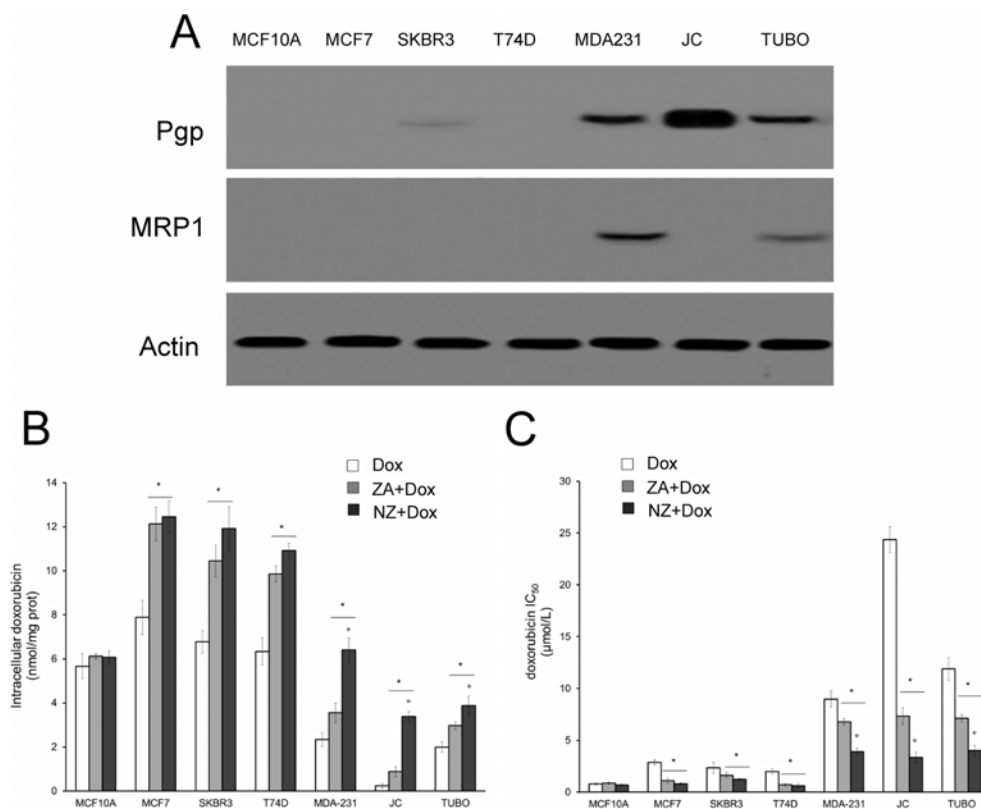 A
MCF10A MCF7 SKBR3 T74D MDA231 JC TUBO
Pgp
MRP1
Actin
B
Dox
ZA+Dox
NZ+Dox
Intracellular doxorubicin
(nmol/mg prot)
14
12
10
8
6
4
2
0
* * * * * *
° ° °
MCF10A MCF7 SKBR3 T74D MDA-231 JC TUBO
C
Dox
ZA+Dox
NZ+Dox
doxorubicin IC50
(µmol/L)
30
25
20
15
10
5
0
* * * * * *
° ° °
MCF10A MCF7 SKBR3 T74D MDA-231 JC TUBO